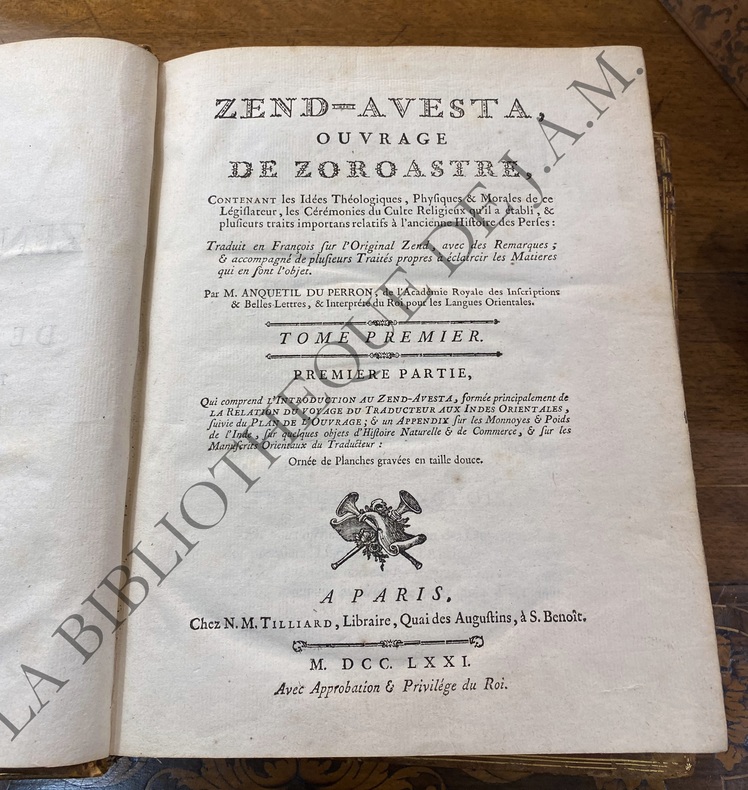 ZEND-AVESTA,
OUVRAGE
DE ZOROASTRE,
CONTENANT les Idées Théologiques, Phyſiques & Morales de ce
Légiſlateur, les Cérémonies du Culte Religieux qu'il a établi, &
pluſieurs traits importans relatifs à l'ancienne Hiſtoire des Perſes :
Traduit en François ſur l'Original Zend, avec des Remarques ;
& accompagné de pluſieurs Traités propres à éclaircir les Matieres
qui en ſont l'objet.
Par M. ANQUETIL DU PERRON, de l'Académie Royale des Inſcriptions
& Belles-Lettres, & Interpréte du Roi pour les Langues Orientales.
TOME PREMIER.
PREMIERE PARTIE,
Qui comprend L'INTRODUCTION AU ZEND-AVESTA, formée principalement de
LA RELATION DU VOYAGE DU TRADUCTEUR AUX INDES ORIENTALES,
ſuivie du PLAN DE L'OUVRAGE ; & un APPENDIX ſur les Monnoyes & Poids
de l'Inde, ſur quelques objets d'Hiſtoire Naturelle & de Commerce, & ſur les
Manuſcrits Orientaux du Traducteur :
Ornée de Planches gravées en taille douce.
A PARIS.
Chez N. M. TILLIARD, Libraire, Quai des Auguſtins, à S. Benoît.
M. DCC. LXXI.
Avec Approbation & Privilége du Roi.
LA BIBLIOTHEQUE DE J.A.M.